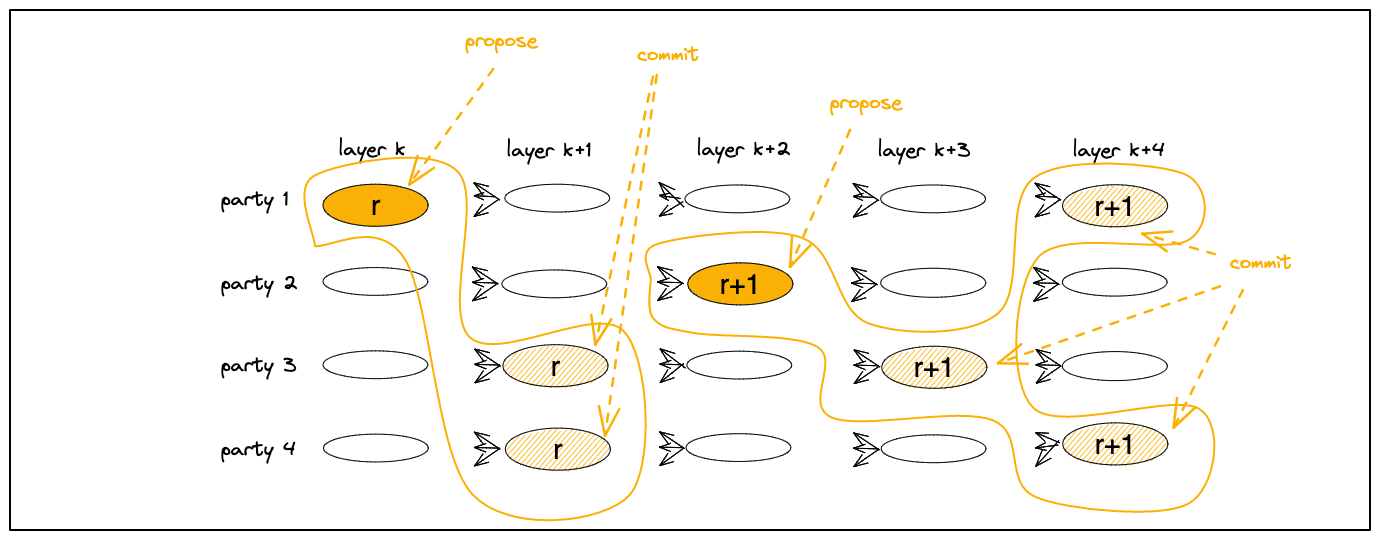 propose
commit
propose
layer k layer k+1 layer k+2 layer k+3 layer k+4
party 1 r r+1
commit
party 2 r+1
party 3 r r+1
party 4 r r+1